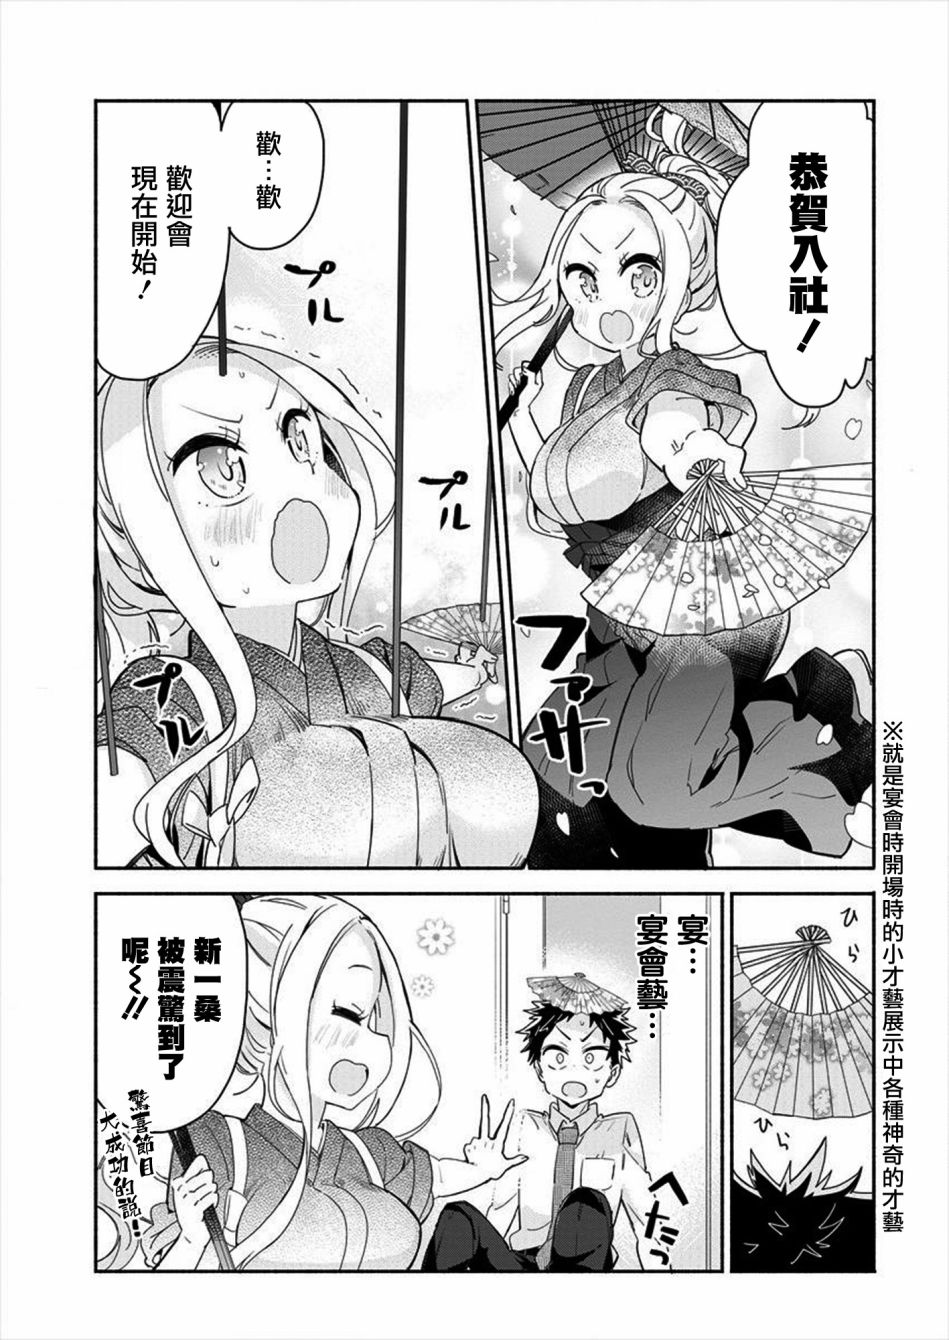 恭賀入社！
ファサっ
歡…歡
歡迎會
現在開始！
プル
プル
プル
※就是宴會時開場時的小才藝展示中各種神奇的才藝
ひら
ひら
宴…
宴會藝…
へたっ
新一桑
被震驚到了
呢～!!
驚喜節目
大成功的說！